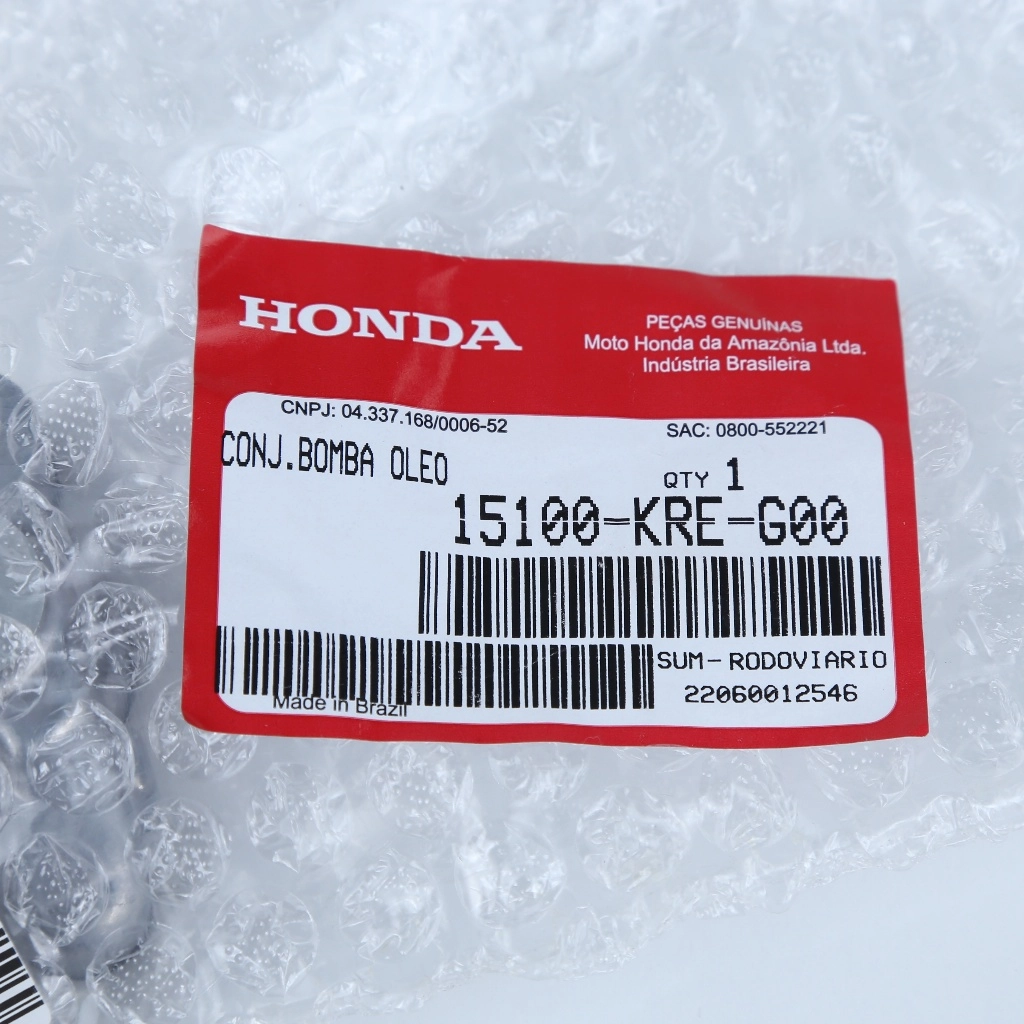 HONDA
PEÇAS GENUÍNAS
Moto Honda da Amazônia Ltda.
Indústria Brasileira
CNPJ: 04.337.168/0006-52
SAC: 0800-552221
CONJ.BOMBA OLEO
QTY 1
15100-KRE-G00
SUM-RODOVIARIO
22060012546
Made in Brazil